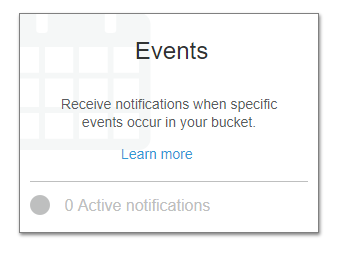 Events
Receive notifications when specific
events occur in your bucket.
Learn more
0 Active notifications